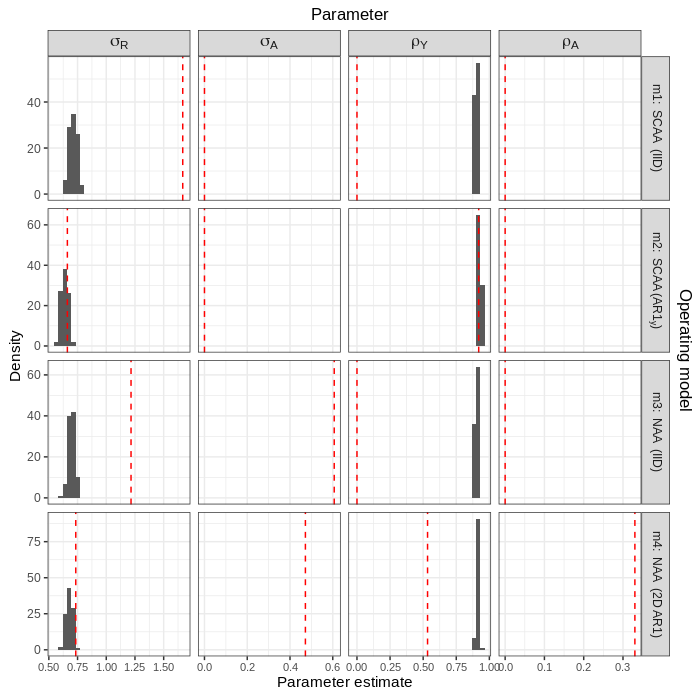 Parameter
σR σA ρY ρA
40
20
0
m1: SCAA (IID)
60
40
20
0
m2: SCAA (AR1y)
60
40
20
0
m3: NAA (IID)
75
50
25
0
m4: NAA (2D AR1)
Density
Operating model
0.50 0.75 1.00 1.25 1.50 0.0 0.2 0.4 0.6 0.00 0.25 0.50 0.75 1.00 0.0 0.1 0.2 0.3
Parameter estimate